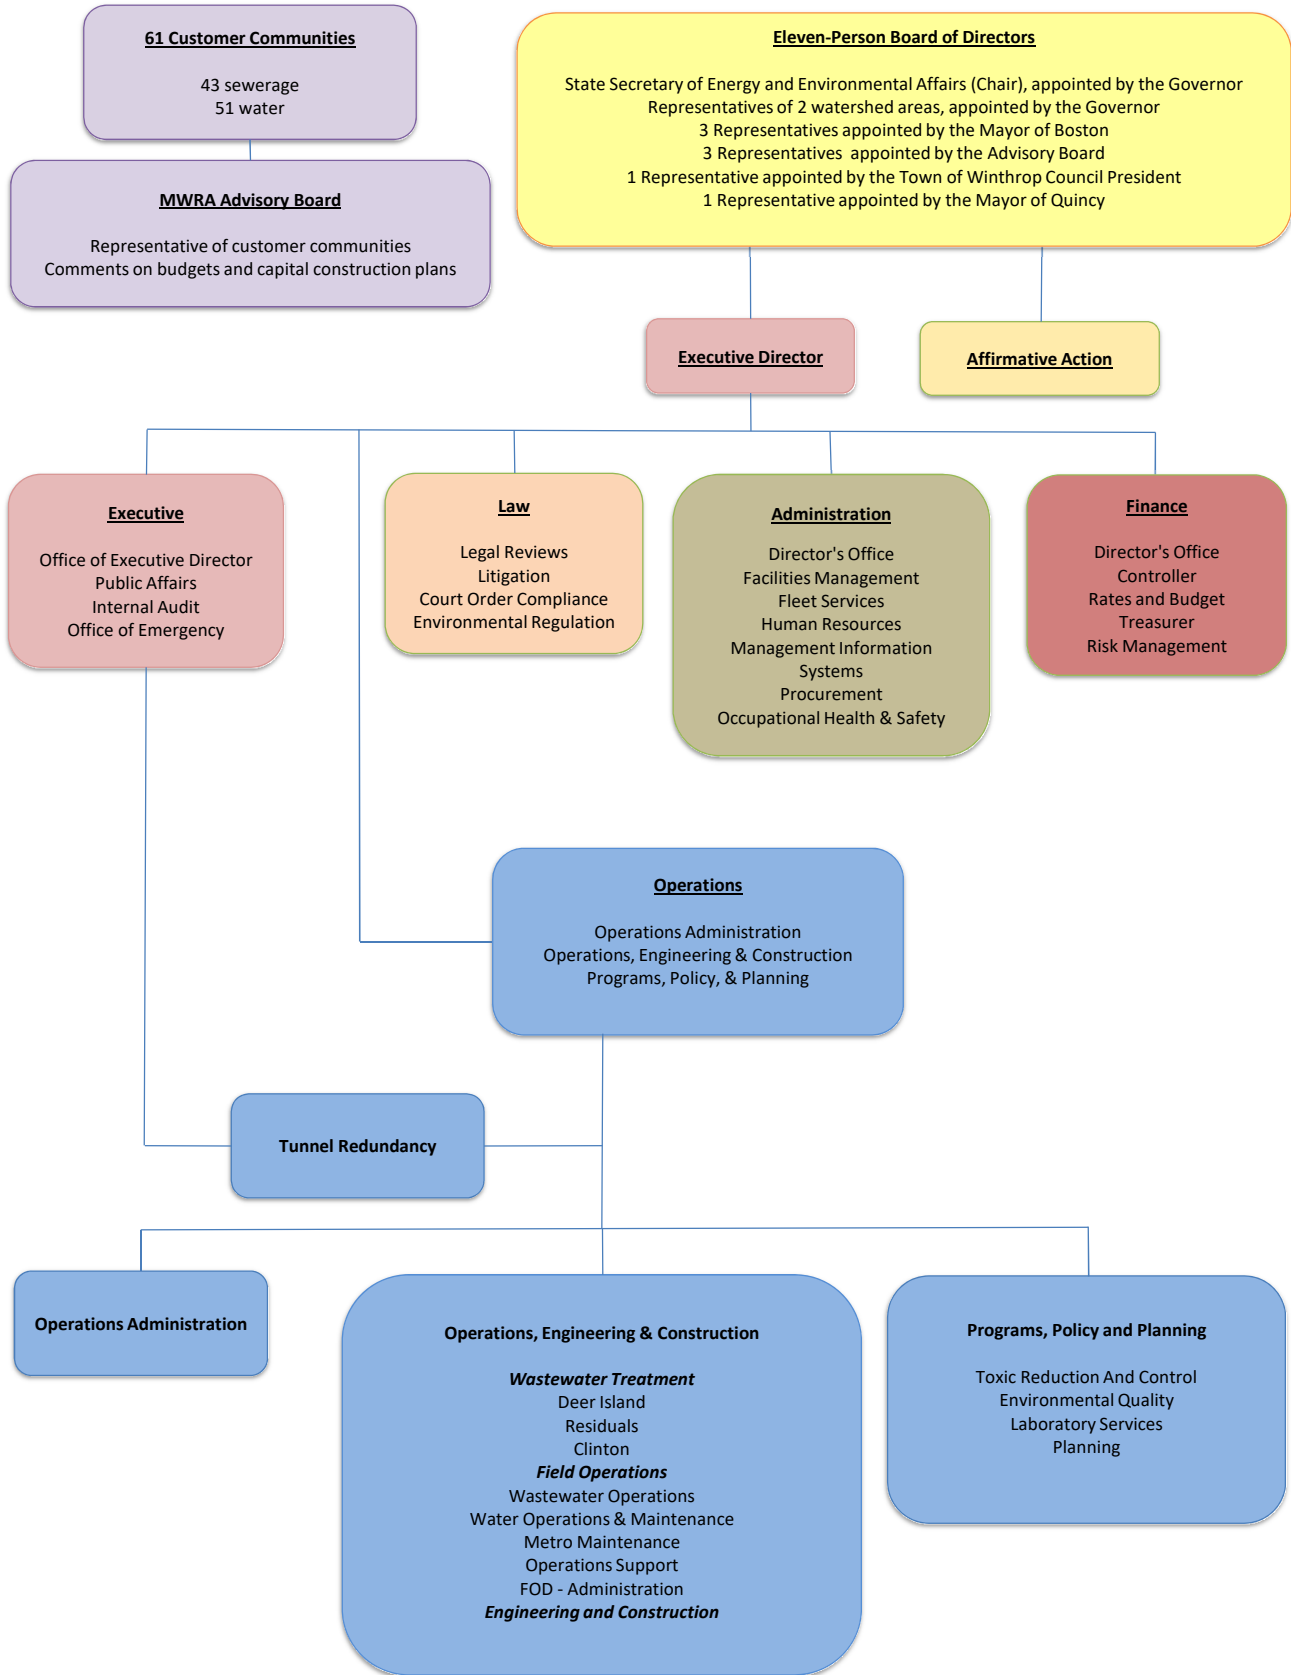 61 Customer Communities
43 sewerage
51 water
MWRA Advisory Board
Representative of customer communities
Comments on budgets and capital construction plans
Eleven-Person Board of Directors
State Secretary of Energy and Environmental Affairs (Chair), appointed by the Governor
Representatives of 2 watershed areas, appointed by the Governor
3 Representatives appointed by the Mayor of Boston
3 Representatives appointed by the Advisory Board
1 Representative appointed by the Town of Winthrop Council President
1 Representative appointed by the Mayor of Quincy
Executive Director
Affirmative Action
Executive
Office of Executive Director
Public Affairs
Internal Audit
Office of Emergency
Law
Legal Reviews
Litigation
Court Order Compliance
Environmental Regulation
Administration
Director's Office
Facilities Management
Fleet Services
Human Resources
Management Information
Systems
Procurement
Occupational Health & Safety
Finance
Director's Office
Controller
Rates and Budget
Treasurer
Risk Management
Operations
Operations Administration
Operations, Engineering & Construction
Programs, Policy, & Planning
Tunnel Redundancy
Operations Administration
Operations, Engineering & Construction
Wastewater Treatment
Deer Island
Residuals
Clinton
Field Operations
Wastewater Operations
Water Operations & Maintenance
Metro Maintenance
Operations Support
FOD - Administration
Engineering and Construction
Programs, Policy and Planning
Toxic Reduction And Control
Environmental Quality
Laboratory Services
Planning